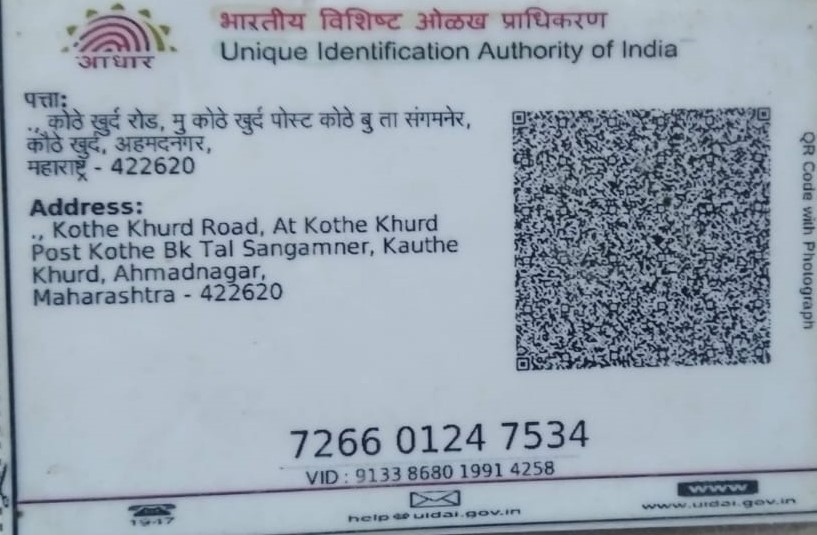 भारतीय विशिष्ट ओळख प्राधिकरण
Unique Identification Authority of India
आधार
पत्ता:
., कोठे खुर्द रोड, मु कोठे खुर्द पोस्ट कोठे बु ता संगमनेर,
कौठे खुर्द, अहमदनगर,
महाराष्ट्र - 422620
Address:
., Kothe Khurd Road, At Kothe Khurd
Post Kothe Bk Tal Sangamner, Kauthe
Khurd, Ahmadnagar,
Maharashtra - 422620
QR Code with Photograph
7266 0124 7534
VID : 9133 8680 1991 4258
1947
help@uidai.gov.in
www
www.uidai.gov.in